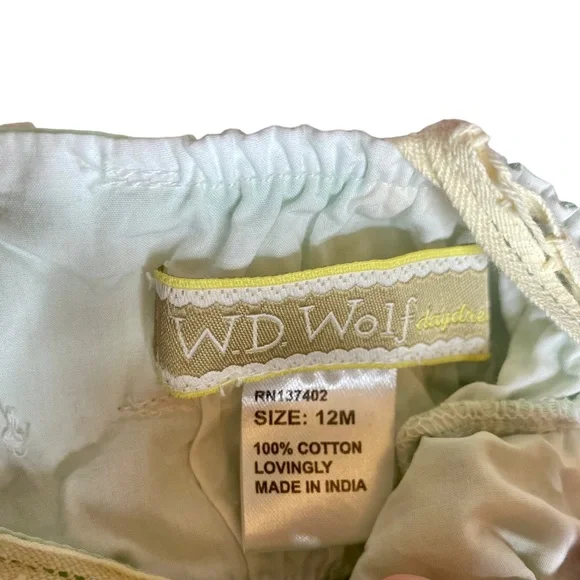 W.D. Wolf
RN137402
SIZE: 12M
100% COTTON
LOVINGLY
MADE IN INDIA